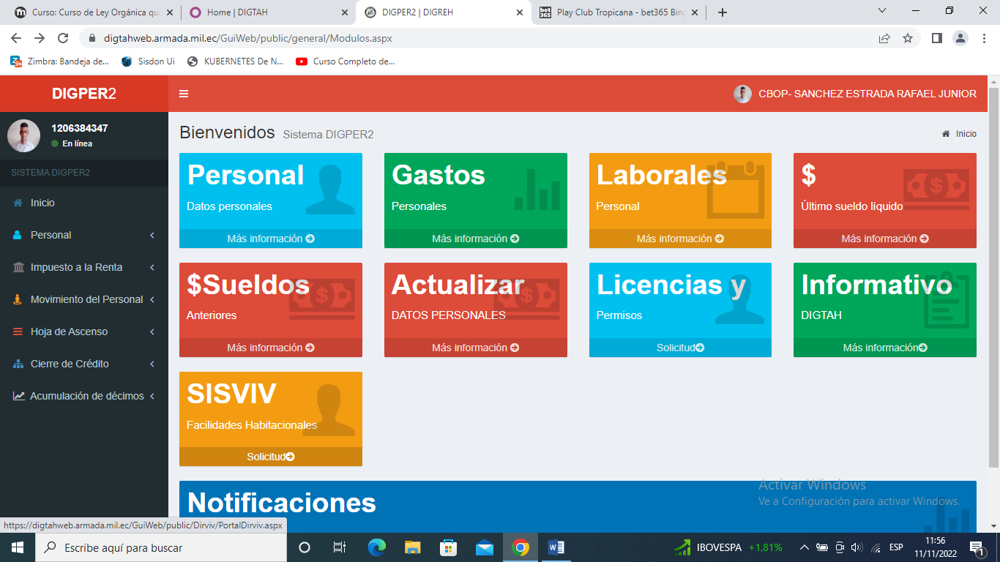 Curso: Curso de Ley Orgánica qu
Home | DIGTAH
DIGPER2 | DIGREH
bet365
Play Club Tropicana - bet365 Bin
digtahweb.armada.mil.ec/GuiWeb/public/general/Modulos.aspx
Zimbra: Bandeja de...
Sisdon Ui
KUBERNETES De N...
Curso Completo de...
DIGPER2
CBOP- SANCHEZ ESTRADA RAFAEL JUNIOR
1206384347
En línea
SISTEMA DIGPER2
Inicio
Personal
Impuesto a la Renta
Movimiento del Personal
Hoja de Ascenso
Cierre de Crédito
Acumulación de décimos
Bienvenidos Sistema DIGPER2
Inicio
Personal
Datos personales
Más información
Gastos
Personales
Más información
Laborales
Personal
Más información
$
Último sueldo líquido
Más información
$Sueldos
Anteriores
Más información
Actualizar
DATOS PERSONALES
Más información
Licencias y
Permisos
Solicitud
Informativo
DIGTAH
Más información
SISVIV
Facilidades Habitacionales
Solicitud
Notificaciones
Activar Windows
Ve a Configuración para activar Windows.
https://digtahweb.armada.mil.ec/GuiWeb/public/Dirviv/PortalDirviv.aspx
Escribe aquí para buscar
IBOVESPA +1,81%
ESP
11:56
11/11/2022
1